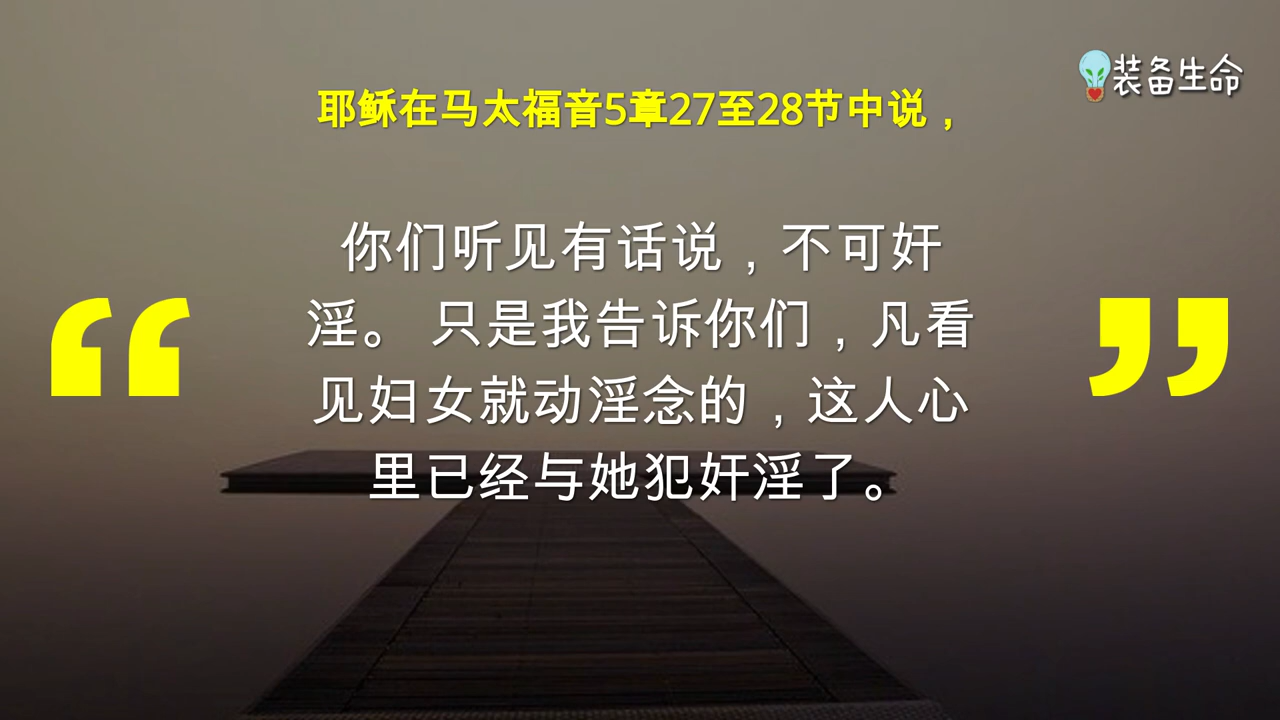 装备生命
耶稣在马太福音5章27至28节中说，
“
你们听见有话说，不可奸
淫。 只是我告诉你们，凡看
见妇女就动淫念的，这人心
里已经与她犯奸淫了。
”